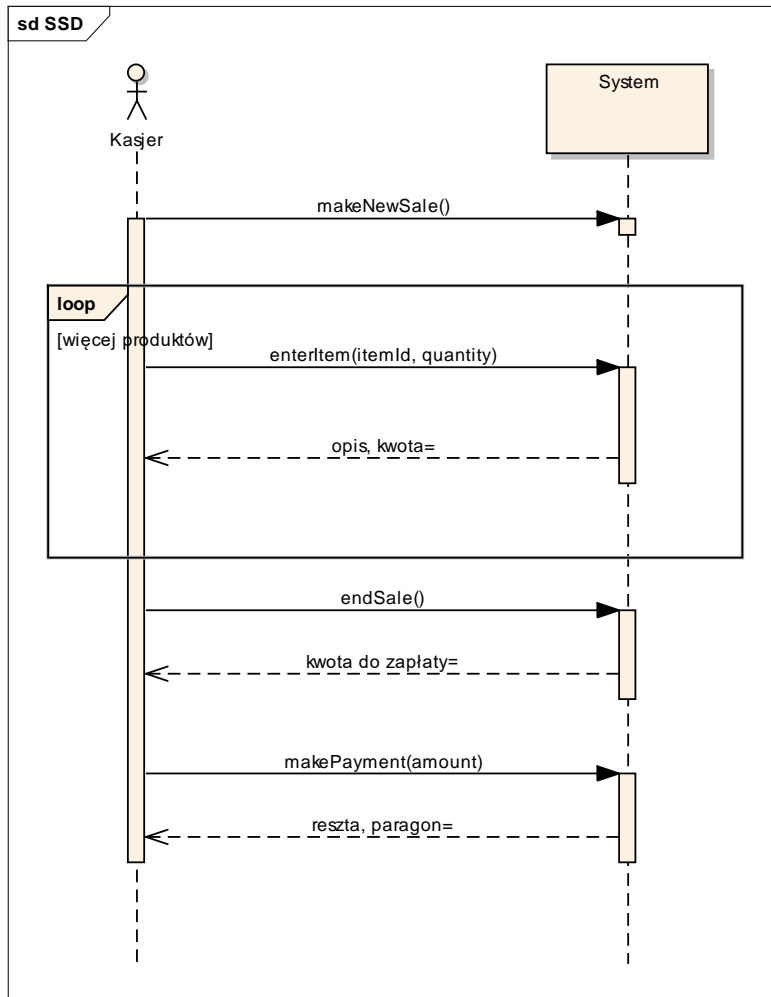 sd SSD
System
Kasjer
makeNewSale()
loop
[więcej produktów]
enterItem(itemId, quantity)
opis, kwota=
endSale()
kwota do zapłaty=
makePayment(amount)
reszta, paragon=